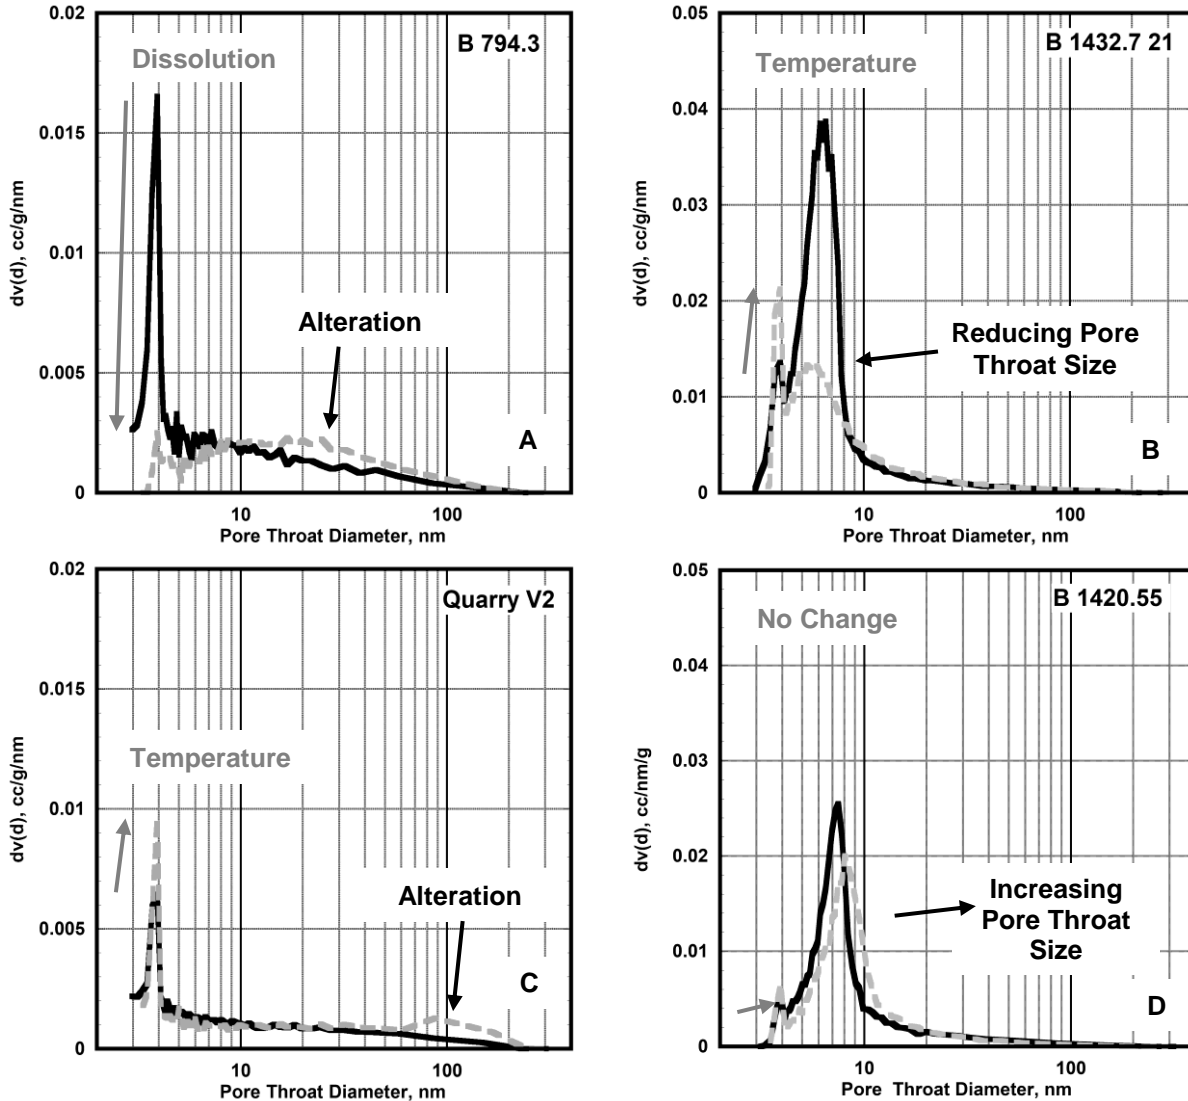 0.02
B 794.3
Dissolution
0.015
dv(d), cc/g/nm
0.01
Alteration
0.005
A
0
10
100
Pore Throat Diameter, nm
0.05
B 1432.7 21
Temperature
0.04
0.03
dv(d), cc/g/nm
0.02
Reducing Pore
Throat Size
0.01
B
0
10
100
Pore Throat Diameter, nm
0.02
Quarry V2
0.015
Temperature
dv(d), cc/g/nm
0.01
Alteration
0.005
C
0
10
100
Pore Throat Diameter, nm
0.05
B 1420.55
No Change
0.04
0.03
dv(d), cc/nm/g
0.02
Increasing
Pore Throat
Size
0.01
D
0
10
100
Pore Throat Diameter, nm